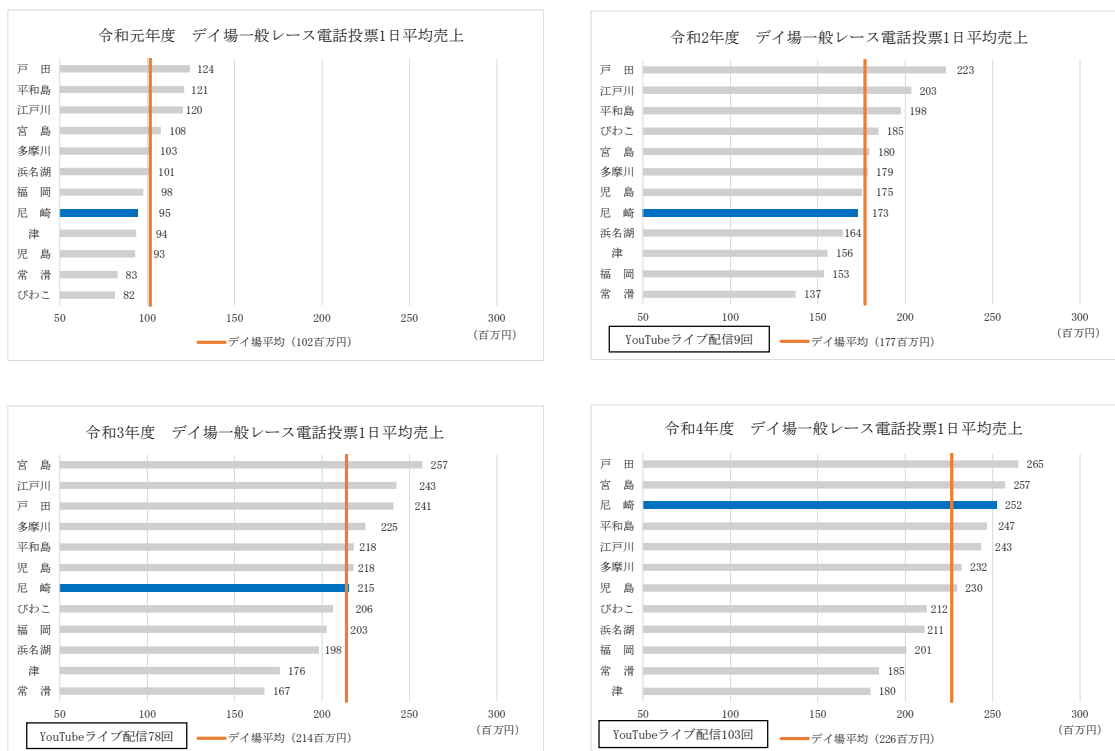 令和元年度　デイ場一般レース電話投票1日平均売上
戸　田 124
平和島 121
江戸川 120
宮　島 108
多摩川 103
浜名湖 101
福　岡 98
尼　崎 95
津 94
児　島 93
常　滑 83
びわこ 82
50 100 150 200 250 300
(百万円)
デイ場平均（102百万円）
令和2年度　デイ場一般レース電話投票1日平均売上
戸　田 223
江戸川 203
平和島 198
びわこ 185
宮　島 180
多摩川 179
児　島 175
尼　崎 173
浜名湖 164
津 156
福　岡 153
常　滑 137
50 100 150 200 250 300
(百万円)
YouTubeライブ配信9回 デイ場平均（177百万円）
令和3年度　デイ場一般レース電話投票1日平均売上
宮　島 257
江戸川 243
戸　田 241
多摩川 225
平和島 218
児　島 218
尼　崎 215
びわこ 206
福　岡 203
浜名湖 198
津 176
常　滑 167
50 100 150 200 250 300
(百万円)
YouTubeライブ配信78回 デイ場平均（214百万円）
令和4年度　デイ場一般レース電話投票1日平均売上
戸　田 265
宮　島 257
尼　崎 252
平和島 247
江戸川 243
多摩川 232
児　島 230
びわこ 212
浜名湖 211
福　岡 201
常　滑 185
津 180
50 100 150 200 250 300
(百万円)
YouTubeライブ配信103回 デイ場平均（226百万円）